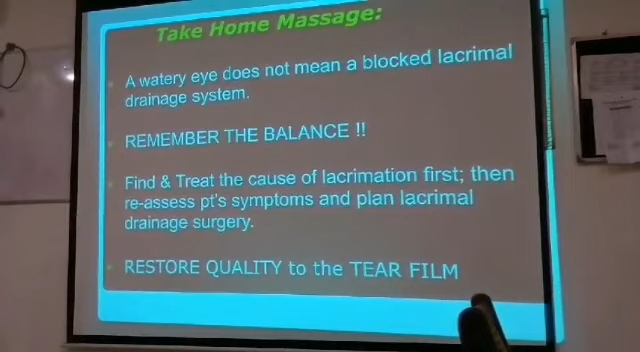 Take Home Massage:
A watery eye does not mean a blocked lacrimal
drainage system.
REMEMBER THE BALANCE !!
Find & Treat the cause of lacrimation first; then
re-assess pt's symptoms and plan lacrimal
drainage surgery.
RESTORE QUALITY to the TEAR FILM